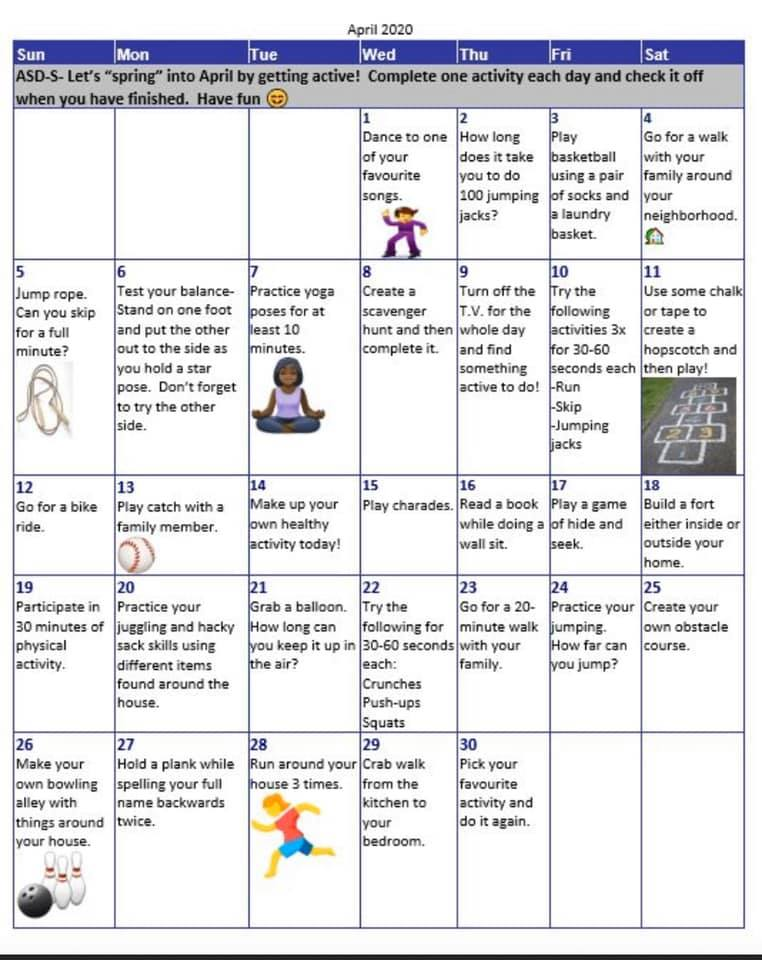 April 2020
Sun Mon Tue Wed Thu Fri Sat
ASD-S- Let's "spring" into April by getting active! Complete one activity each day and check it off
when you have finished. Have fun 😊
1
Dance to one
of your
favourite
songs.
2
How long
does it take
you to do
100 jumping
jacks?
3
Play
basketball
using a pair
of socks and
a laundry
basket.
4
Go for a walk
with your
family around
your
neighborhood.
5
Jump rope.
Can you skip
for a full
minute?
6
Test your balance-
Stand on one foot
and put the other
out to the side as
you hold a star
pose. Don't forget
to try the other
side.
7
Practice yoga
poses for at
least 10
minutes.
8
Create a
scavenger
hunt and then
complete it.
9
Turn off the
T.V. for the
whole day
and find
something
active to do!
10
Try the
following
activities 3x
for 30-60
seconds each
-Run
-Skip
-Jumping
jacks
11
Use some chalk
or tape to
create a
hopscotch and
then play!
2 3
12
Go for a bike
ride.
13
Play catch with a
family member.
14
Make up your
own healthy
activity today!
15
Play charades.
16
Read a book
while doing a
wall sit.
17
Play a game
of hide and
seek.
18
Build a fort
either inside or
outside your
home.
19
Participate in
30 minutes of
physical
activity.
20
Practice your
juggling and hacky
sack skills using
different items
found around the
house.
21
Grab a balloon.
How long can
you keep it up in
the air?
22
Try the
following for
30-60 seconds
each:
Crunches
Push-ups
Squats
23
Go for a 20-
minute walk
with your
family.
24
Practice your
jumping.
How far can
you jump?
25
Create your
own obstacle
course.
26
Make your
own bowling
alley with
things around
your house.
27
Hold a plank while
spelling your full
name backwards
twice.
28
Run around your
house 3 times.
29
Crab walk
from the
kitchen to
your
bedroom.
30
Pick your
favourite
activity and
do it again.